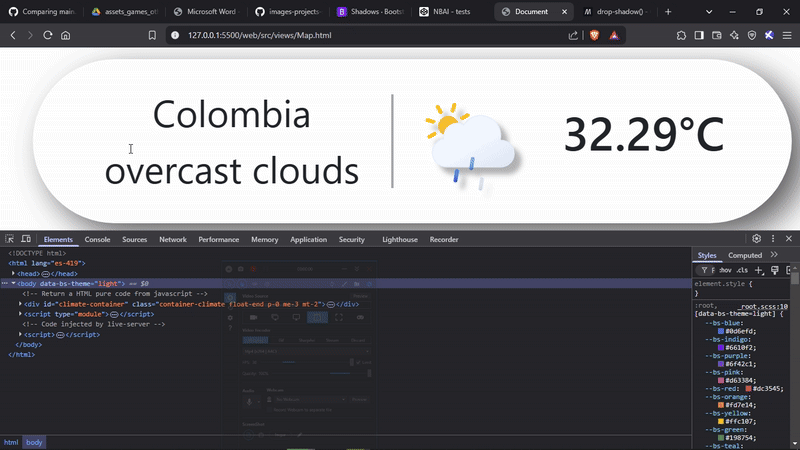 Comparing main.
assets_games_oth
Microsoft Word -
images-projects-
Shadows · Bootst
NBAI – tests
Document
drop-shadow() –
127.0.0.1:5500/web/src/views/Map.html
Colombia
overcast clouds
32.29°C
Elements Console Sources Network Performance Memory Application Security Lighthouse Recorder
<!DOCTYPE html>
<html lang="es-419">
<head></head>
<body data-bs-theme="light"> == $0
<!-- Return a HTML pure code from javascript -->
<div id="climate-container" class="container-climate float-end p-0 me-3 mt-2"></div>
<script type="module"></script>
<!-- Code injected by live-server -->
<script></script>
</body>
</html>
html body
Styles Computed
F :hov .cls
element.style {
}
:root, _root.scss:10
[data-bs-theme=light] {
--bs-blue:
#0d6efd;
--bs-indigo:
#6610f2;
--bs-purple:
#6f42c1;
--bs-pink:
#d63384;
--bs-red: #dc3545;
--bs-orange:
#fd7e14;
--bs-yellow:
#ffc107;
--bs-green:
#198754;
--bs-teal: